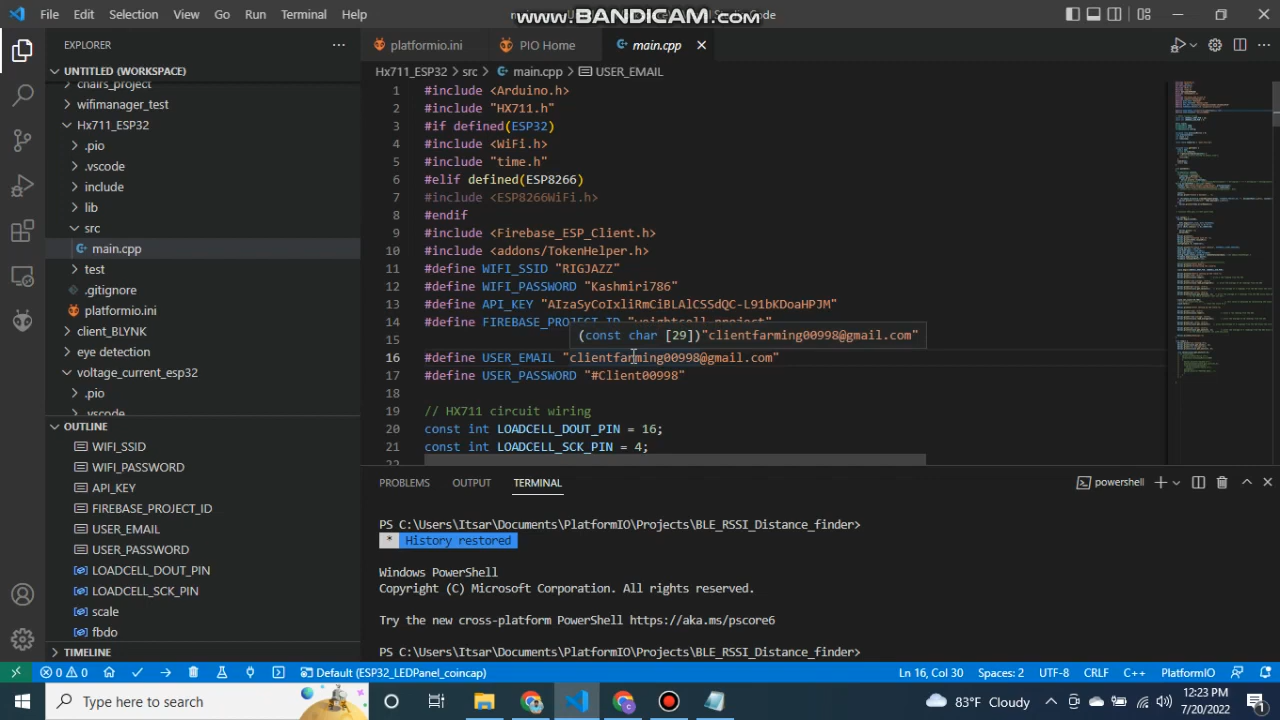 File Edit Selection View Go Run Terminal Help
www.BANDICAM.com
Code
EXPLORER
UNTITLED (WORKSPACE)
chairs_project
wifimanager_test
Hx711_ESP32
.pio
.vscode
include
lib
src
main.cpp
test
.gitignore
platformio.ini
client_BLYNK
eye detection
voltage_current_esp32
.pio
.vscode
OUTLINE
WIFI_SSID
WIFI_PASSWORD
API_KEY
FIREBASE_PROJECT_ID
USER_EMAIL
USER_PASSWORD
LOADCELL_DOUT_PIN
LOADCELL_SCK_PIN
scale
fbdo
TIMELINE
platformio.ini PIO Home main.cpp
Hx711_ESP32 > src > main.cpp > USER_EMAIL
1 #include <Arduino.h>
2 #include "HX711.h"
3 #if defined(ESP32)
4 #include <WiFi.h>
5 #include "time.h"
6 #elif defined(ESP8266)
7 #include <ESP8266WiFi.h>
8 #endif
9 #include <Firebase_ESP_Client.h>
10 #include <addons/TokenHelper.h>
11 #define WIFI_SSID "RIGJAZZ"
12 #define WIFI_PASSWORD "Kashmiri786"
13 #define API_KEY "AIzaSyCoIxliRmCiBLAlCSSdQC-L91bKDoaHPJM"
14 #define FIREBASE_PROJECT_ID "weightcell-project"
15 (const char [29])"clientfarming00998@gmail.com"
16 #define USER_EMAIL "clientfarming00998@gmail.com"
17 #define USER_PASSWORD "#Client00998"
18
19 // HX711 circuit wiring
20 const int LOADCELL_DOUT_PIN = 16;
21 const int LOADCELL_SCK_PIN = 4;
22
PROBLEMS OUTPUT TERMINAL powershell
PS C:\Users\Itsar\Documents\PlatformIO\Projects\BLE_RSSI_Distance_finder>
* History restored
Windows PowerShell
Copyright (C) Microsoft Corporation. All rights reserved.
Try the new cross-platform PowerShell https://aka.ms/pscore6
PS C:\Users\Itsar\Documents\PlatformIO\Projects\BLE_RSSI_Distance_finder>
0 0 Default (ESP32_LEDPanel_coincap) Ln 16, Col 30 Spaces: 2 UTF-8 CRLF C++ PlatformIO
Type here to search 83°F Cloudy 12:23 PM
7/20/2022 1